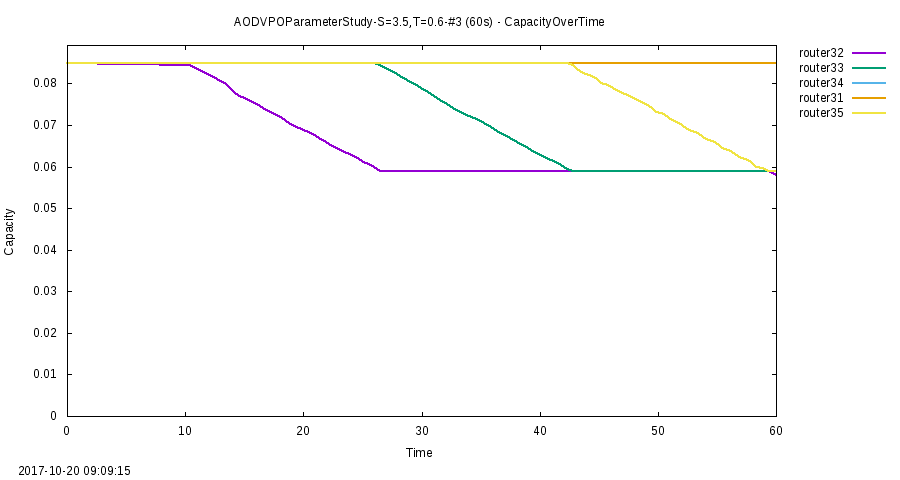 AODVPOParameterStudy-S=3.5,T=0.6-#3 (60s) - CapacityOverTime
router32
router33
router34
router31
router35
0.08
0.07
0.06
0.05
0.04
0.03
0.02
0.01
0
Capacity
0 10 20 30 40 50 60
Time
2017-10-20 09:09:15